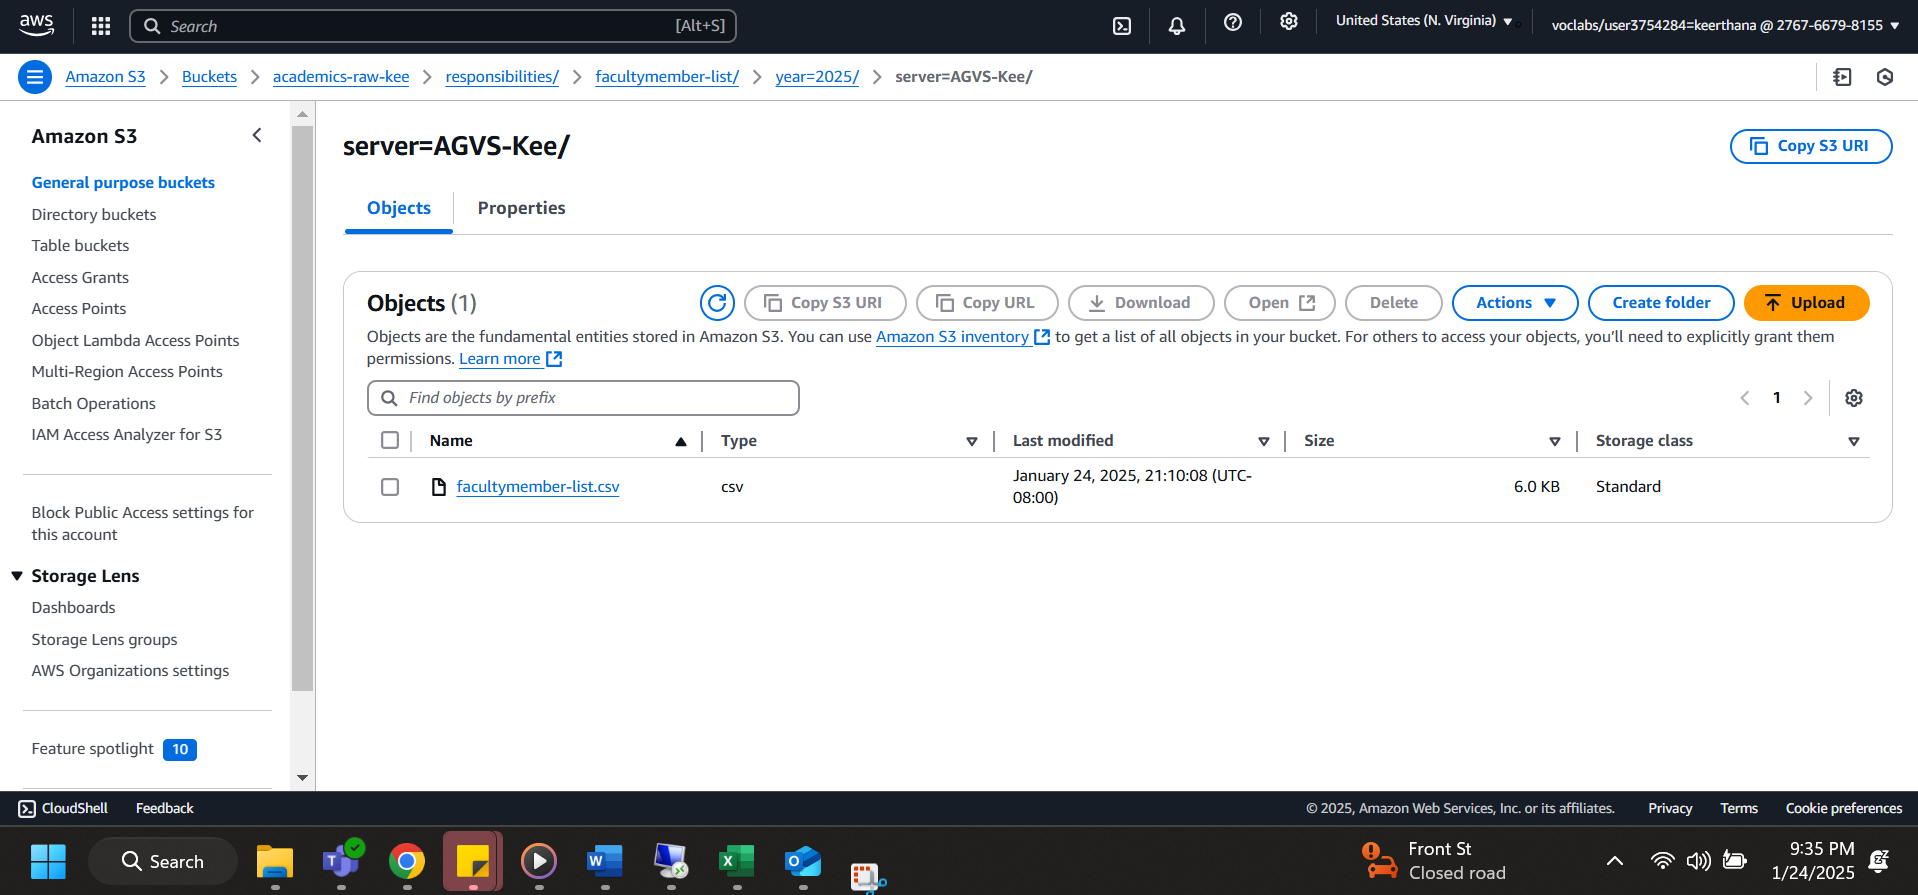 aws
Search [Alt+S]
United States (N. Virginia)
voclabs/user3754284=keerthana @ 2767-6679-8155
Amazon S3
Buckets
academics-raw-kee
responsibilities/
facultymember-list/
year=2025/
server=AGVS-Kee/
Amazon S3
General purpose buckets
Directory buckets
Table buckets
Access Grants
Access Points
Object Lambda Access Points
Multi-Region Access Points
Batch Operations
IAM Access Analyzer for S3
Block Public Access settings for
this account
Storage Lens
Dashboards
Storage Lens groups
AWS Organizations settings
Feature spotlight 10
server=AGVS-Kee/
Copy S3 URI
Objects
Properties
Objects (1)
Copy S3 URI
Copy URL
Download
Open
Delete
Actions
Create folder
Upload
Objects are the fundamental entities stored in Amazon S3. You can use Amazon S3 inventory to get a list of all objects in your bucket. For others to access your objects, you’ll need to explicitly grant them
permissions. Learn more
Find objects by prefix
1
Name
Type
Last modified
Size
Storage class
facultymember-list.csv
csv
January 24, 2025, 21:10:08 (UTC-
08:00)
6.0 KB
Standard
CloudShell
Feedback
© 2025, Amazon Web Services, Inc. or its affiliates.
Privacy
Terms
Cookie preferences
Search
Front St
Closed road
9:35 PM
1/24/2025